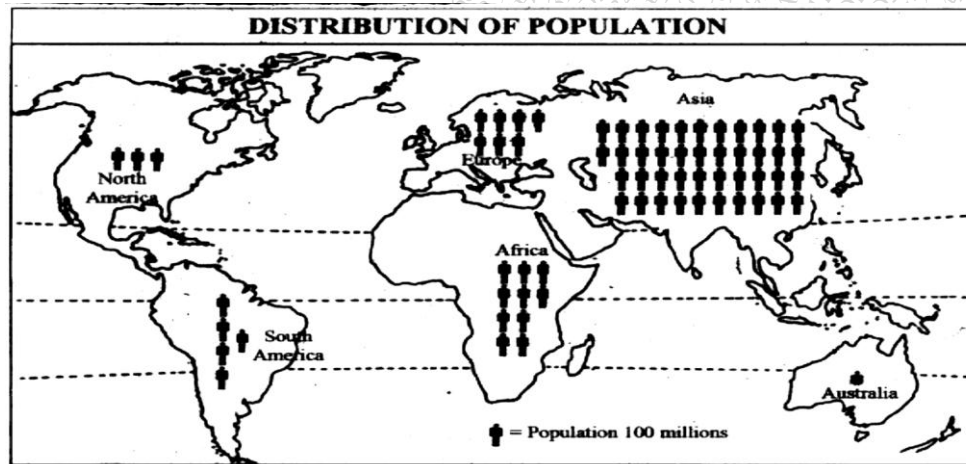 DISTRIBUTION OF POPULATION
Asia
Europe
North
America
Africa
South
America
Australia
= Population 100 millions